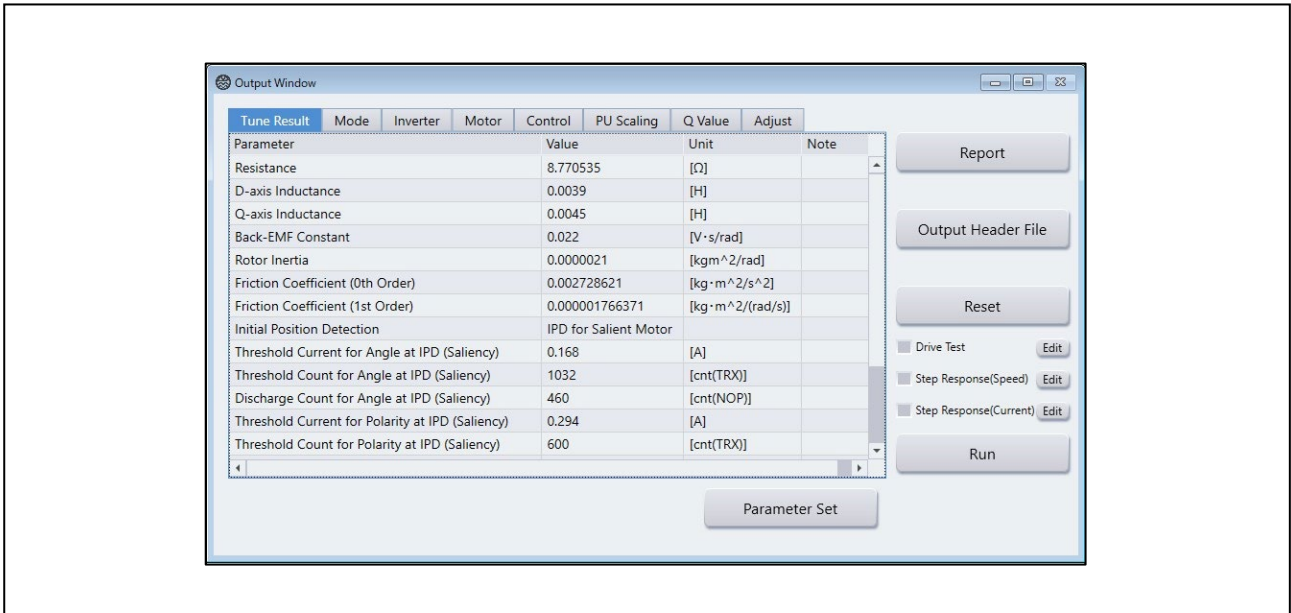 Output Window
Tune Result Mode Inverter Motor Control PU Scaling Q Value Adjust
Parameter Value Unit Note
Report
Resistance 8.770535 [Ω]
D-axis Inductance 0.0039 [H]
Q-axis Inductance 0.0045 [H]
Output Header File
Back-EMF Constant 0.022 [V･s/rad]
Rotor Inertia 0.0000021 [kgm^2/rad]
Friction Coefficient (0th Order) 0.002728621 [kg･m^2/s^2]
Friction Coefficient (1st Order) 0.000001766371 [kg･m^2/(rad/s)]
Reset
Initial Position Detection IPD for Salient Motor
Threshold Current for Angle at IPD (Saliency) 0.168 [A]
Drive Test Edit
Threshold Count for Angle at IPD (Saliency) 1032 [cnt(TRX)]
Step Response(Speed) Edit
Discharge Count for Angle at IPD (Saliency) 460 [cnt(NOP)]
Step Response(Current) Edit
Threshold Current for Polarity at IPD (Saliency) 0.294 [A]
Threshold Count for Polarity at IPD (Saliency) 600 [cnt(TRX)]
Run
Parameter Set